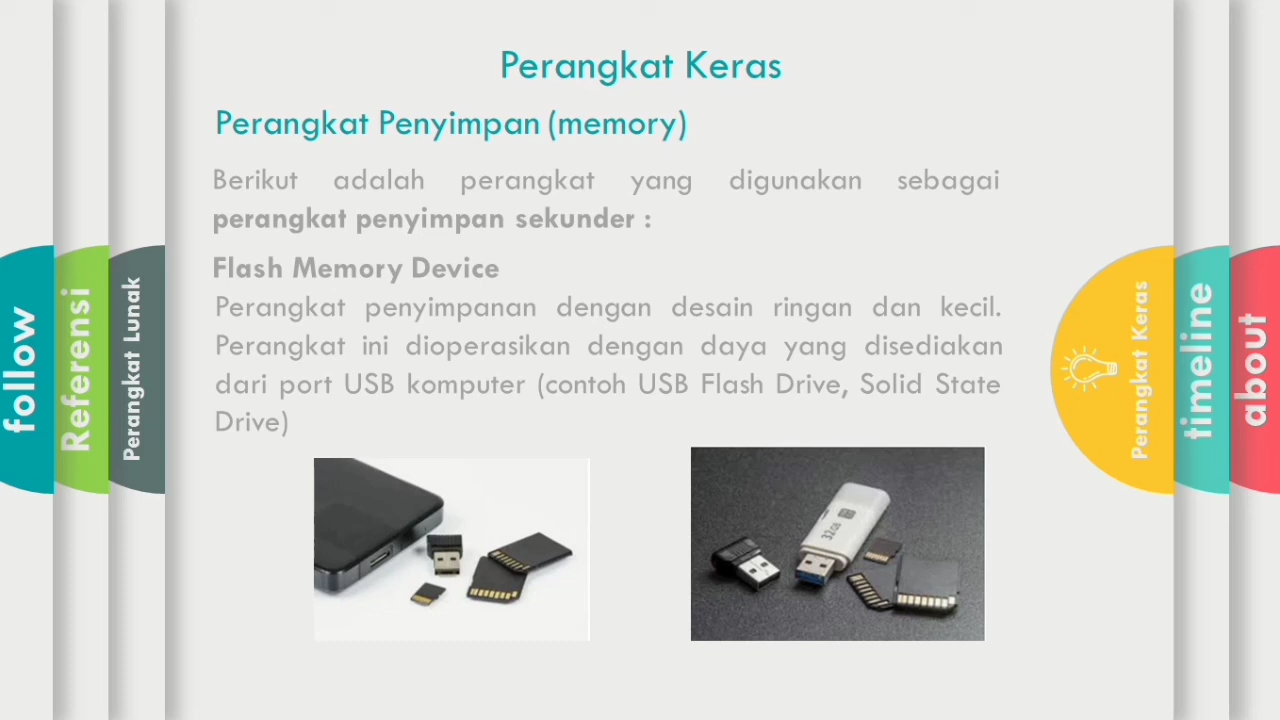 Perangkat Keras
Perangkat Penyimpan (memory)
Berikut adalah perangkat yang digunakan sebagai
perangkat penyimpan sekunder :
Flash Memory Device
Perangkat penyimpanan dengan desain ringan dan kecil.
Perangkat ini dioperasikan dengan daya yang disediakan
dari port USB komputer (contoh USB Flash Drive, Solid State
Drive)
follow
Referensi
Perangkat Lunak
Perangkat Keras
timeline
about
32GB